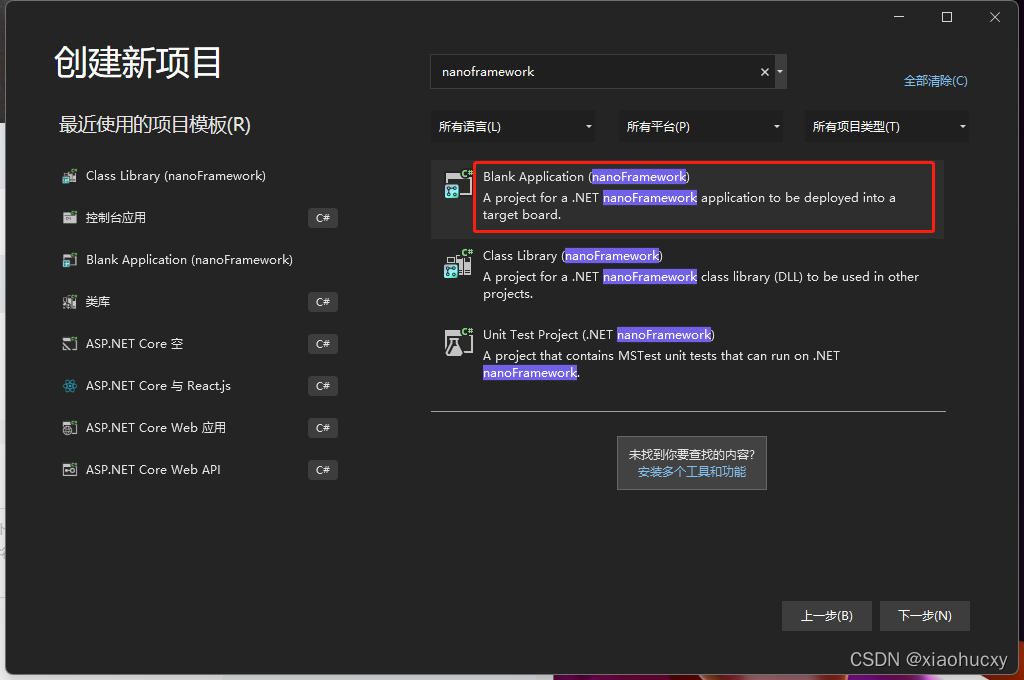 创建新项目
最近使用的项目模板(R)
Class Library (nanoFramework)
控制台应用 C#
Blank Application (nanoFramework)
类库 C#
ASP.NET Core 空 C#
ASP.NET Core 与 React.js C#
ASP.NET Core Web 应用 C#
ASP.NET Core Web API C#
nanoframework
全部清除(C)
所有语言(L) 所有平台(P) 所有项目类型(T)
C#
Blank Application (nanoFramework)
A project for a .NET nanoFramework application to be deployed into a
target board.
C#
Class Library (nanoFramework)
A project for a .NET nanoFramework class library (DLL) to be used in other
projects.
C#
Unit Test Project (.NET nanoFramework)
A project that contains MSTest unit tests that can run on .NET
nanoFramework.
未找到你要查找的内容?
安装多个工具和功能
上一步(B) 下一步(N)
CSDN @xiaohucxy